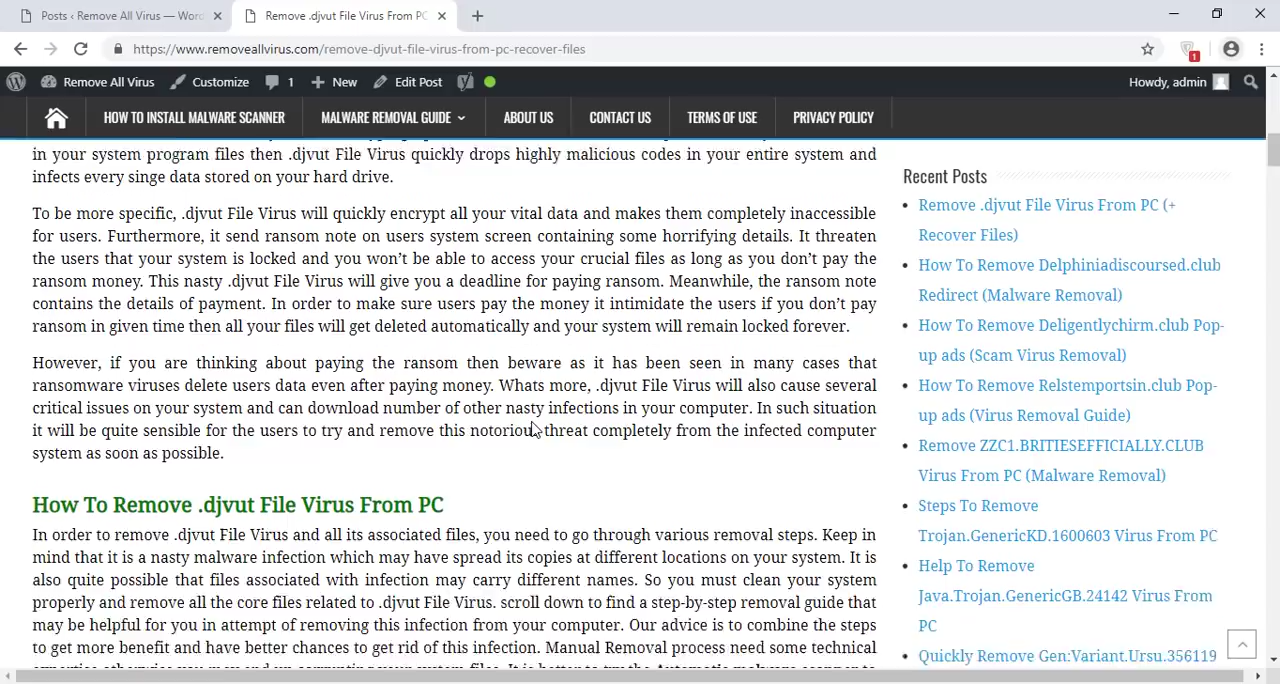 Posts ‹ Remove All Virus — Word
Remove .djvut File Virus From PC
https://www.removeallvirus.com/remove-djvut-file-virus-from-pc-recover-files
1
Remove All Virus
Customize
1
New
Edit Post
Howdy, admin
HOW TO INSTALL MALWARE SCANNER
MALWARE REMOVAL GUIDE
ABOUT US
CONTACT US
TERMS OF USE
PRIVACY POLICY
in your system program files then .djvut File Virus quickly drops highly malicious codes in your entire system and
infects every singe data stored on your hard drive.
To be more specific, .djvut File Virus will quickly encrypt all your vital data and makes them completely inaccessible
for users. Furthermore, it send ransom note on users system screen containing some horrifying details. It threaten
the users that your system is locked and you won't be able to access your crucial files as long as you don't pay the
ransom money. This nasty .djvut File Virus will give you a deadline for paying ransom. Meanwhile, the ransom note
contains the details of payment. In order to make sure users pay the money it intimidate the users if you don't pay
ransom in given time then all your files will get deleted automatically and your system will remain locked forever.
However, if you are thinking about paying the ransom then beware as it has been seen in many cases that
ransomware viruses delete users data even after paying money. Whats more, .djvut File Virus will also cause several
critical issues on your system and can download number of other nasty infections in your computer. In such situation
it will be quite sensible for the users to try and remove this notorious threat completely from the infected computer
system as soon as possible.
How To Remove .djvut File Virus From PC
In order to remove .djvut File Virus and all its associated files, you need to go through various removal steps. Keep in
mind that it is a nasty malware infection which may have spread its copies at different locations on your system. It is
also quite possible that files associated with infection may carry different names. So you must clean your system
properly and remove all the core files related to .djvut File Virus. scroll down to find a step-by-step removal guide that
may be helpful for you in attempt of removing this infection from your computer. Our advice is to combine the steps
to get more benefit and have better chances to get rid of this infection. Manual Removal process need some technical
Recent Posts
Remove .djvut File Virus From PC (+
Recover Files)
How To Remove Delphiniadiscoursed.club
Redirect (Malware Removal)
How To Remove Deligentlychirm.club Pop-
up ads (Scam Virus Removal)
How To Remove Relstemportsin.club Pop-
up ads (Virus Removal Guide)
Remove ZZC1.BRITIESEFFICIALLY.CLUB
Virus From PC (Malware Removal)
Steps To Remove
Trojan.GenericKD.1600603 Virus From PC
Help To Remove
Java.Trojan.GenericGB.24142 Virus From
PC
Quickly Remove Gen:Variant.Ursu.356119